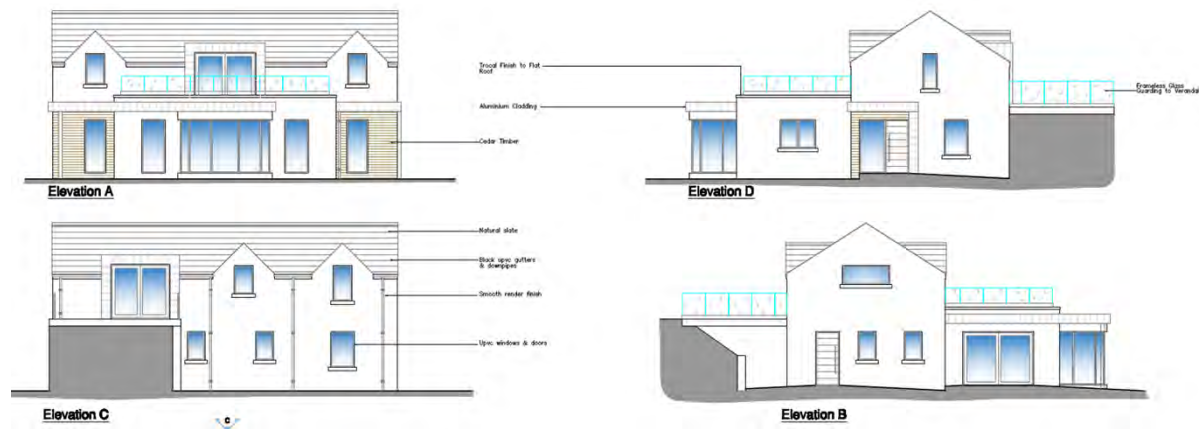 Trocal Finish to Flat
Roof
Aluminium Cladding
Cedar Timber
Elevation A
Frameless Glass
Guarding to Verandah
Elevation D
Natural slate
Black upvc gutters
& downpipes
Smooth render finish
Upvc windows & doors
Elevation C
C
Elevation B